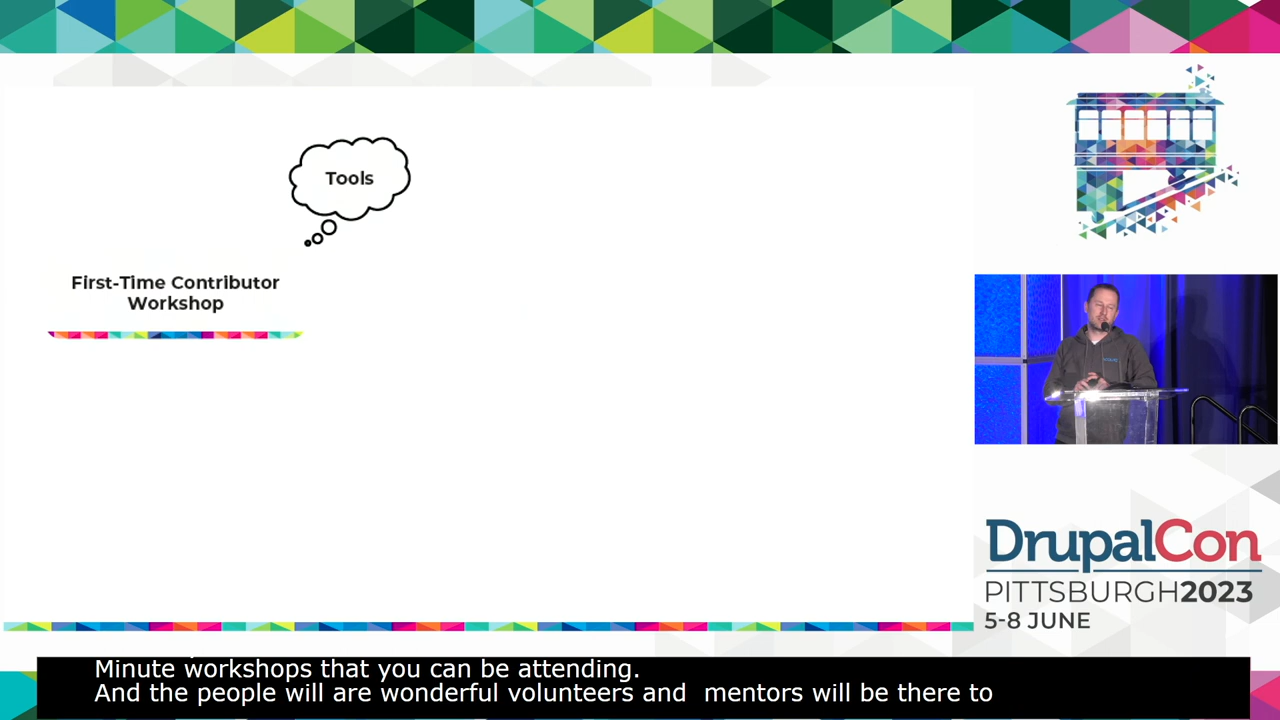 Tools
First-Time Contributor
Workshop
DrupalCon
PITTSBURGH2023
5-8 JUNE
Minute workshops that you can be attending.
And the people will are wonderful volunteers and mentors will be there to